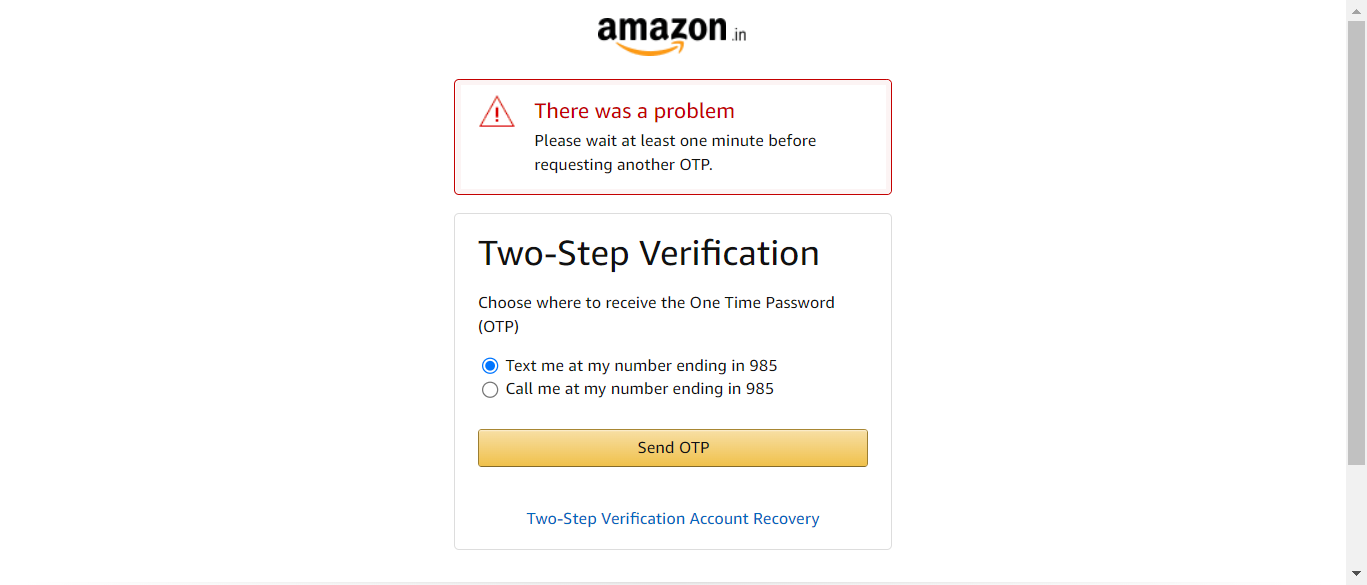 amazon.in
There was a problem
Please wait at least one minute before
requesting another OTP.
Two-Step Verification
Choose where to receive the One Time Password
(OTP)
Text me at my number ending in 985
Call me at my number ending in 985
Send OTP
Two-Step Verification Account Recovery